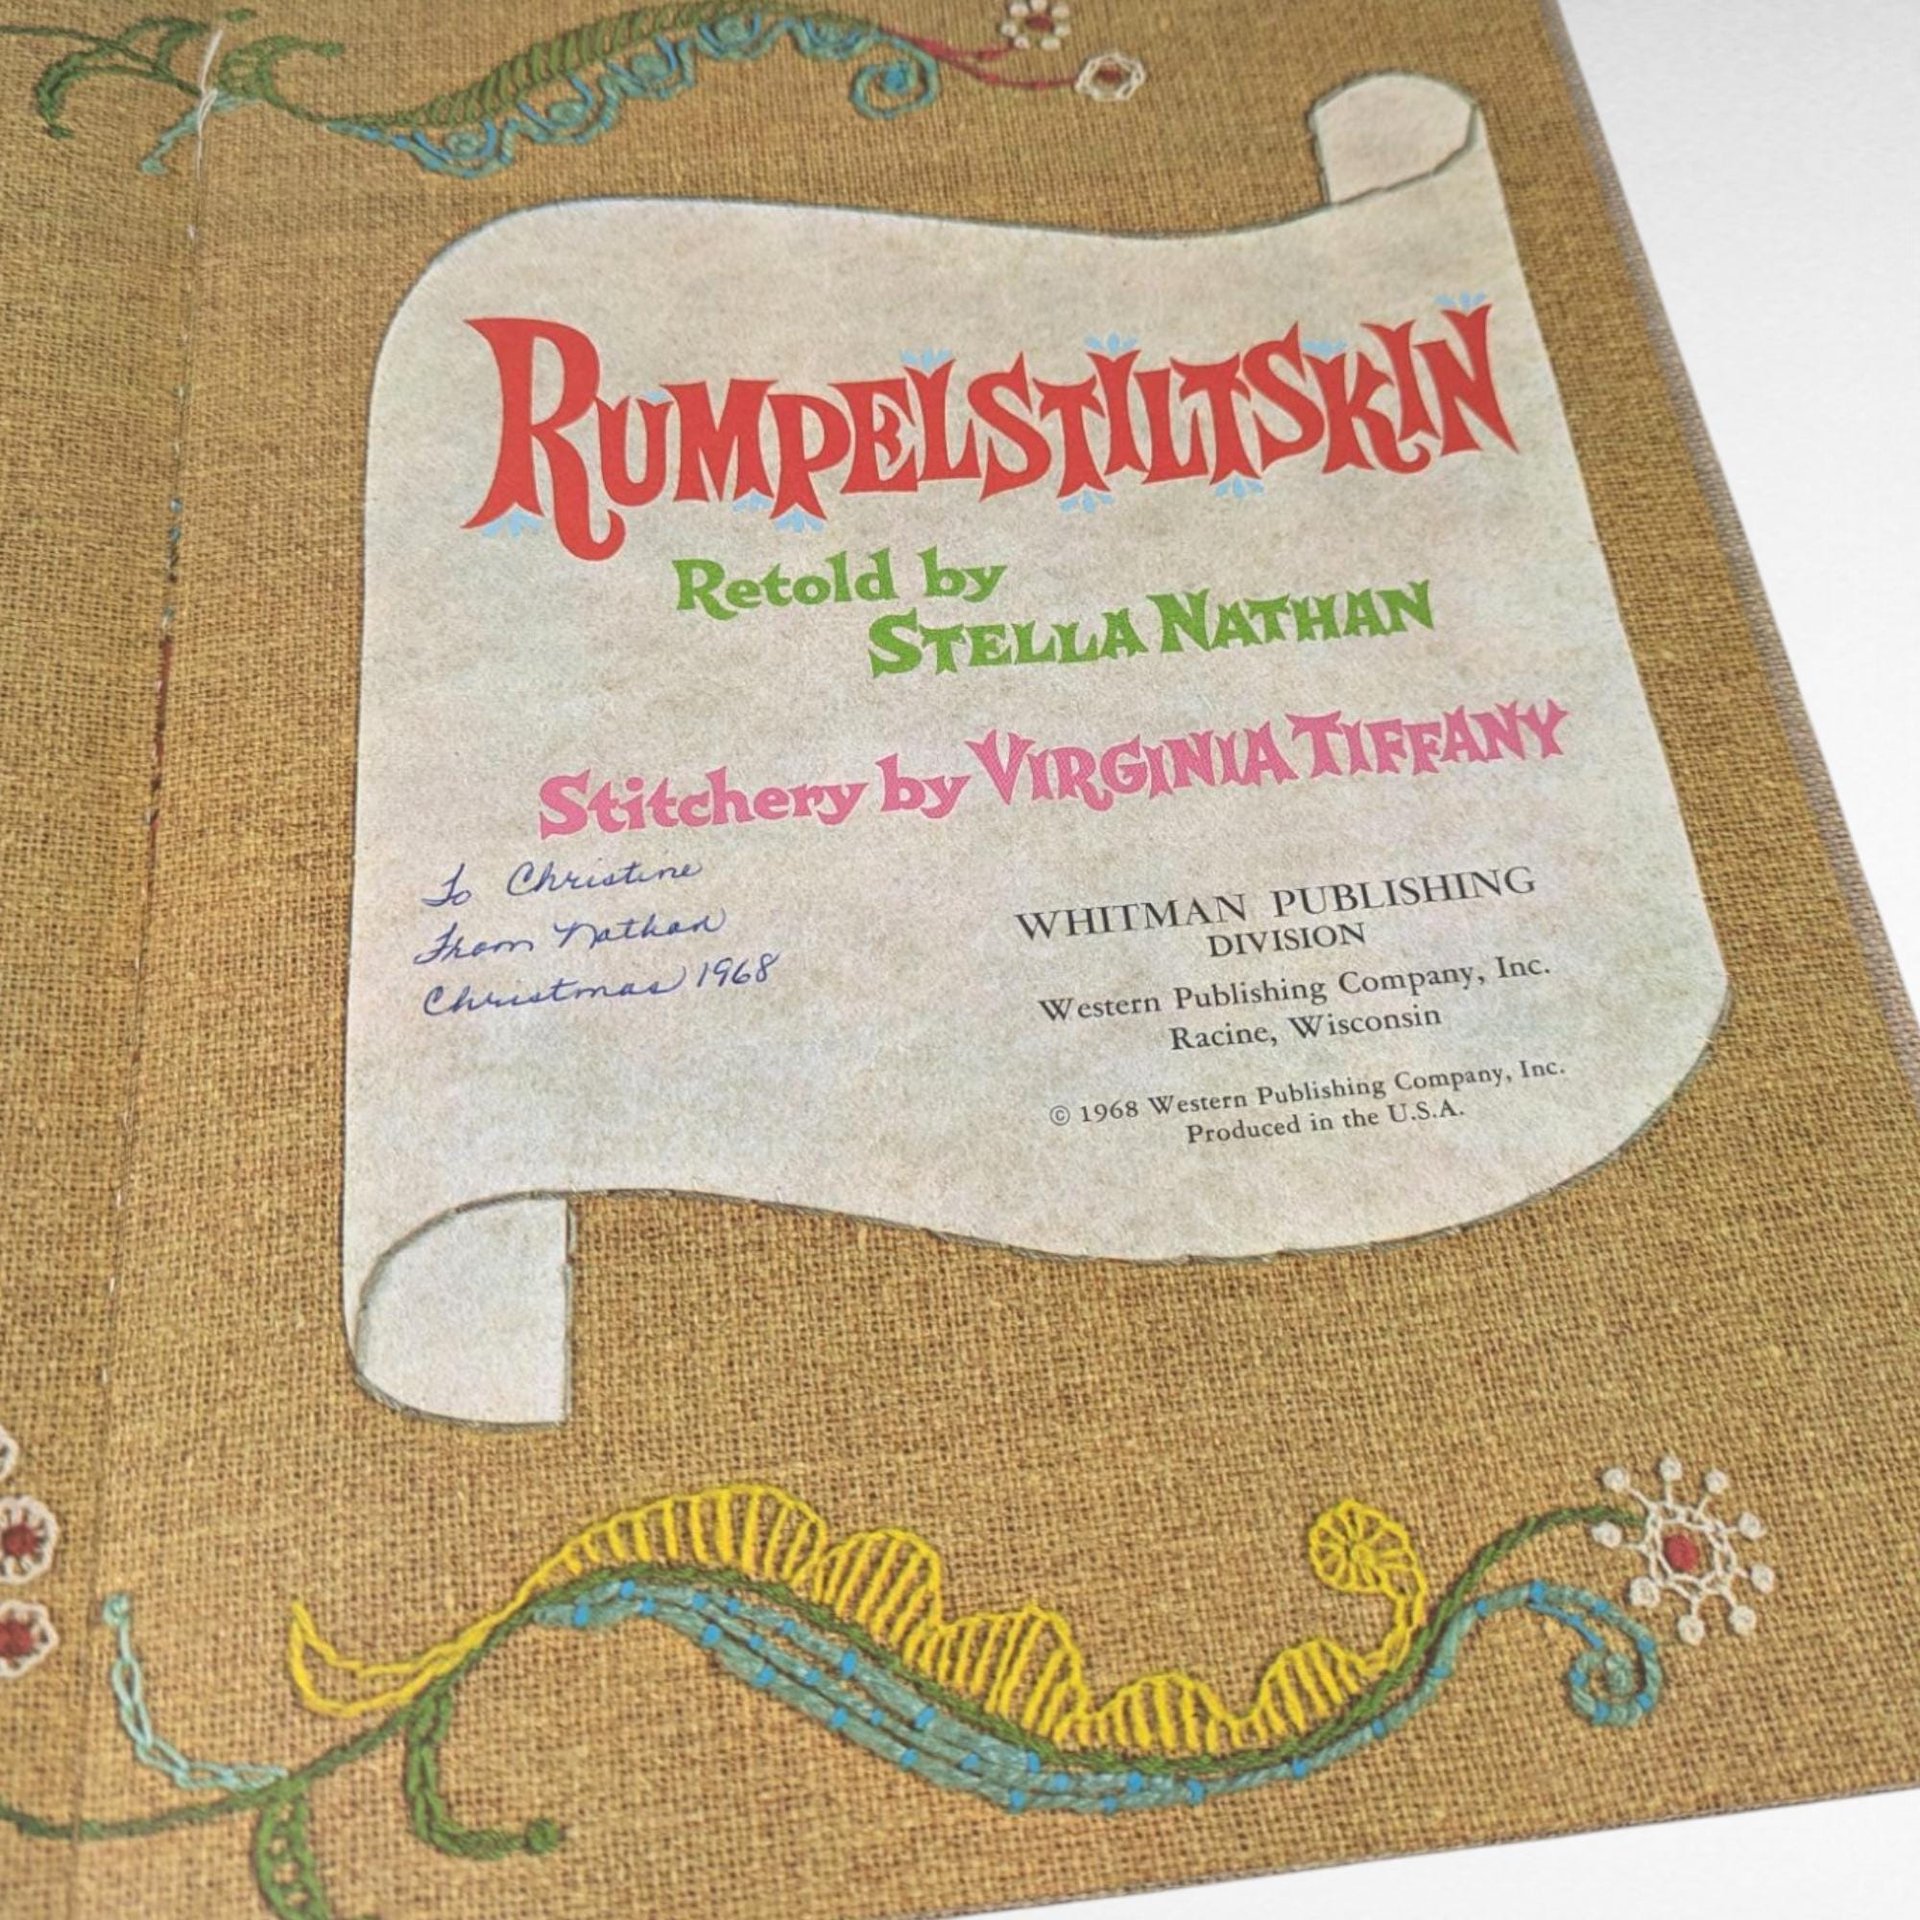 RUMPELSTILTSKIN
Retold by
STELLA NATHAN
Stitchery by VIRGINIA TIFFANY
To Christine
From Nathan
Christmas 1968
WHITMAN PUBLISHING
DIVISION
Western Publishing Company, Inc.
Racine, Wisconsin
© 1968 Western Publishing Company, Inc.
Produced in the U.S.A.